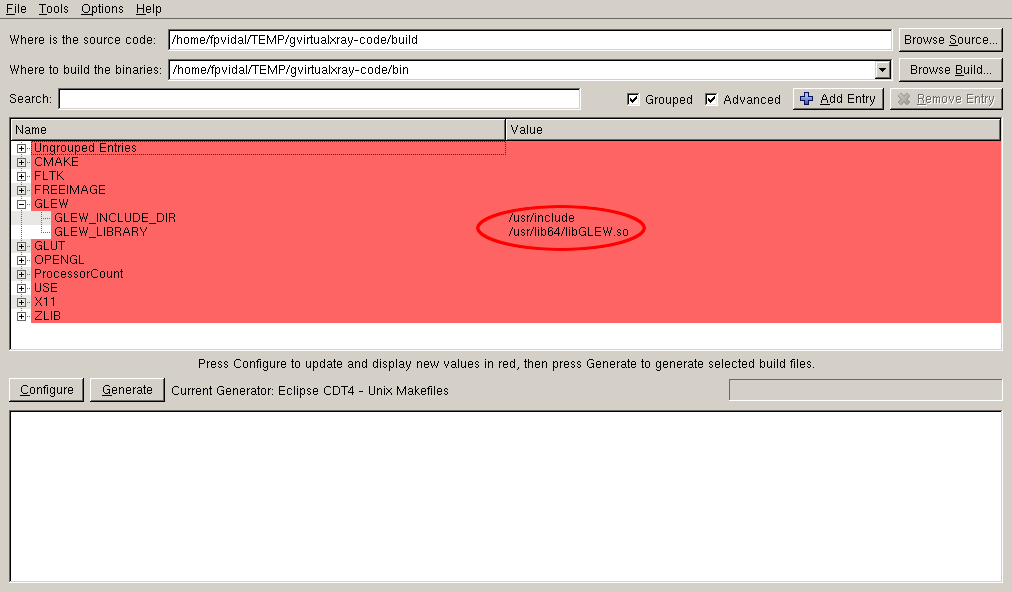 File Tools Options Help
Where is the source code: /home/fpvidal/TEMP/gvirtualxray-code/build Browse Source...
Where to build the binaries: /home/fpvidal/TEMP/gvirtualxray-code/bin Browse Build...
Search: Grouped Advanced Add Entry Remove Entry
Name Value
Ungrouped Entries
CMAKE
FLTK
FREEIMAGE
GLEW
GLEW_INCLUDE_DIR /usr/include
GLEW_LIBRARY /usr/lib64/libGLEW.so
GLUT
OPENGL
ProcessorCount
USE
X11
ZLIB
Press Configure to update and display new values in red, then press Generate to generate selected build files.
Configure Generate Current Generator: Eclipse CDT4 - Unix Makefiles